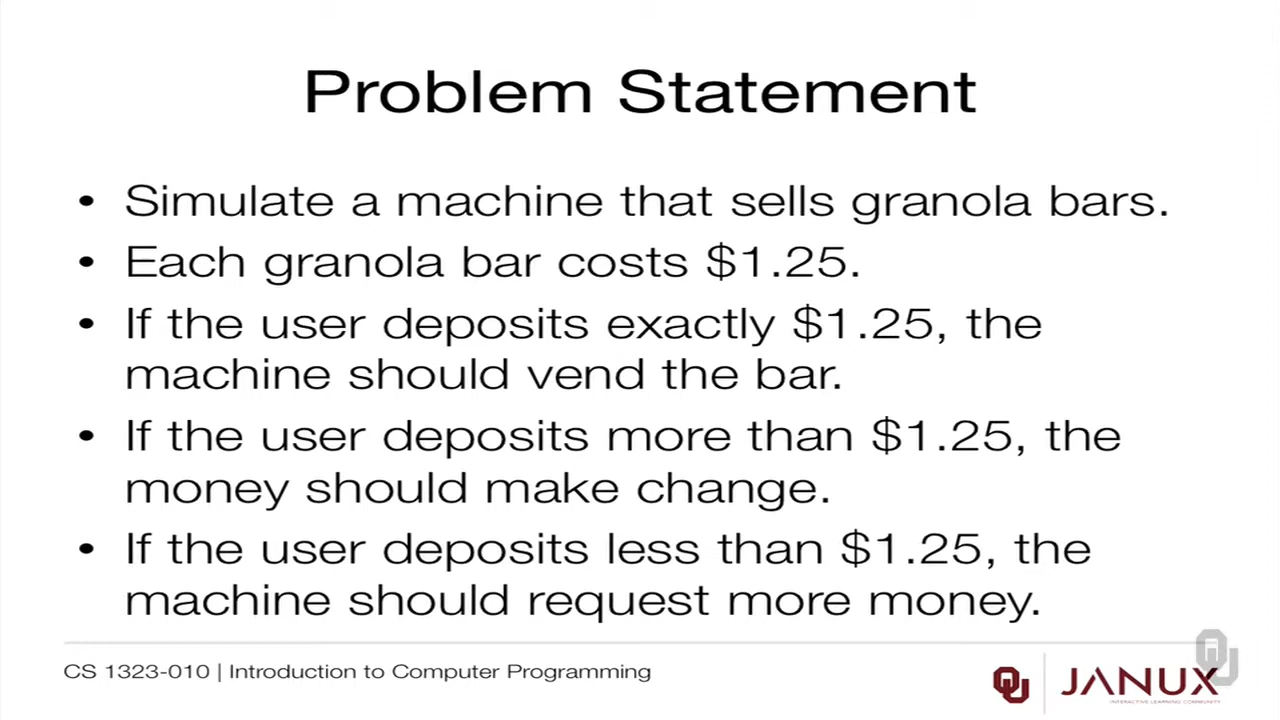 Problem Statement
• Simulate a machine that sells granola bars.
• Each granola bar costs $1.25.
• If the user deposits exactly $1.25, the
machine should vend the bar.
• If the user deposits more than $1.25, the
money should make change.
• If the user deposits less than $1.25, the
machine should request more money.
CS 1323-010 | Introduction to Computer Programming
JANUX
INTERACTIVE LEARNING COMMUNITY